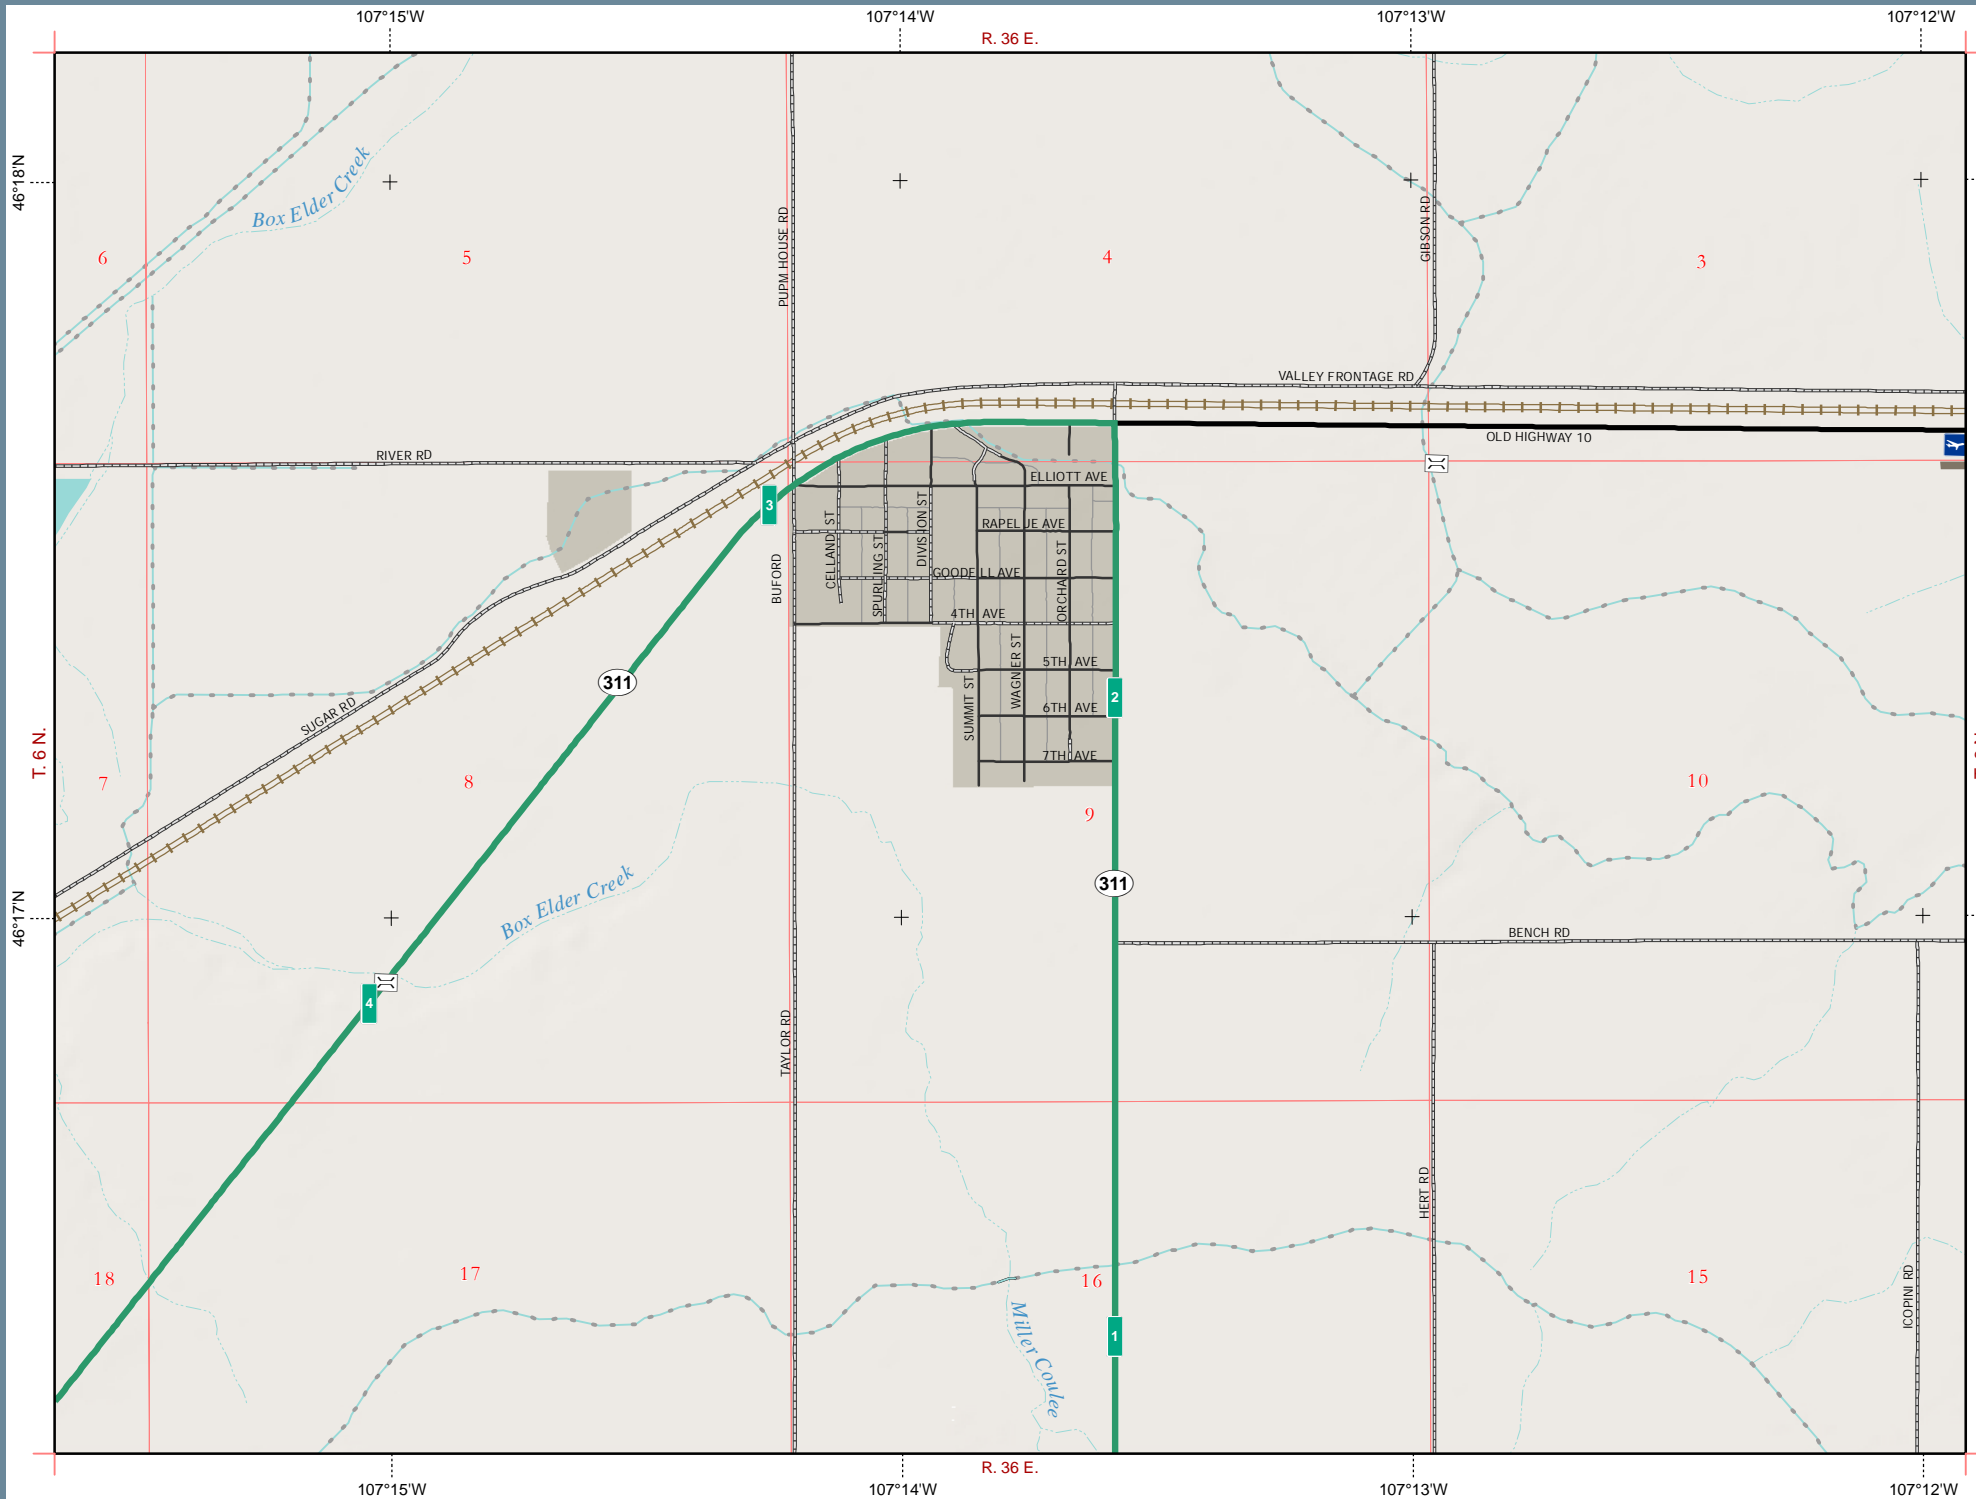 107°15'W
107°14'W
107°13'W
107°12'W
R. 36 E.
46°18'N
Box Elder Creek
PUPM HOUSE RD
GIBSON RD
6
5
4
3
VALLEY FRONTAGE RD
OLD HIGHWAY 10
RIVER RD
ELLIOTT AVE
3
RAPELJE AVE
CELLAND ST
SPURLING ST
DIVISION ST
ORCHARD ST
BUFORD
GOODELL AVE
4TH AVE
5TH AVE
WAGNER ST
SUMMIT ST
311
2
6TH AVE
SUGAR RD
7TH AVE
T. 6 N.
7
8
9
10
311
46°17'N
Box Elder Creek
BENCH RD
4
TAYLOR RD
HERT RD
18
17
16
15
ICOPINI RD
Miller Coulee
1
R. 36 E.
107°15'W
107°14'W
107°13'W
107°12'W